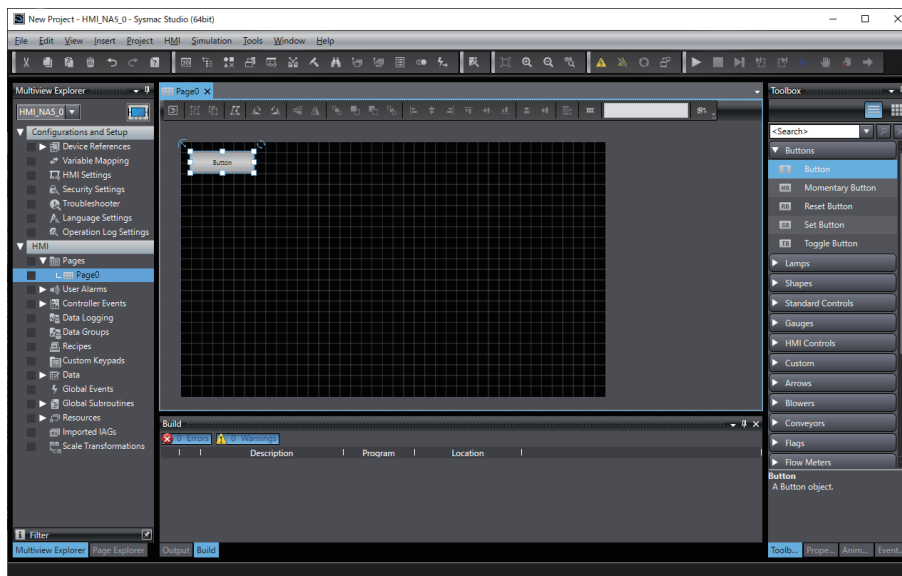 New Project - HMI_NA5_0 - Sysmac Studio (64bit)
File Edit View Insert Project HMI Simulation Tools Window Help
Multiview Explorer
HMI_NA5_0
Configurations and Setup
Device References
Variable Mapping
HMI Settings
Security Settings
Troubleshooter
Language Settings
Operation Log Settings
HMI
Pages
Page0
User Alarms
Controller Events
Data Logging
Data Groups
Recipes
Custom Keypads
Data
Global Events
Global Subroutines
Resources
Imported IAGs
Scale Transformations
Filter
Multiview Explorer Page Explorer
Page0 X
Button
Build
0 Errors 0 Warnings
Description Program Location
Output Build
Toolbox
<Search>
Buttons
Button
MB Momentary Button
RB Reset Button
SB Set Button
TB Toggle Button
Lamps
Shapes
Standard Controls
Gauges
HMI Controls
Custom
Arrows
Blowers
Conveyors
Flags
Flow Meters
Button
A Button object.
Toolb... Prope... Anim... Event...